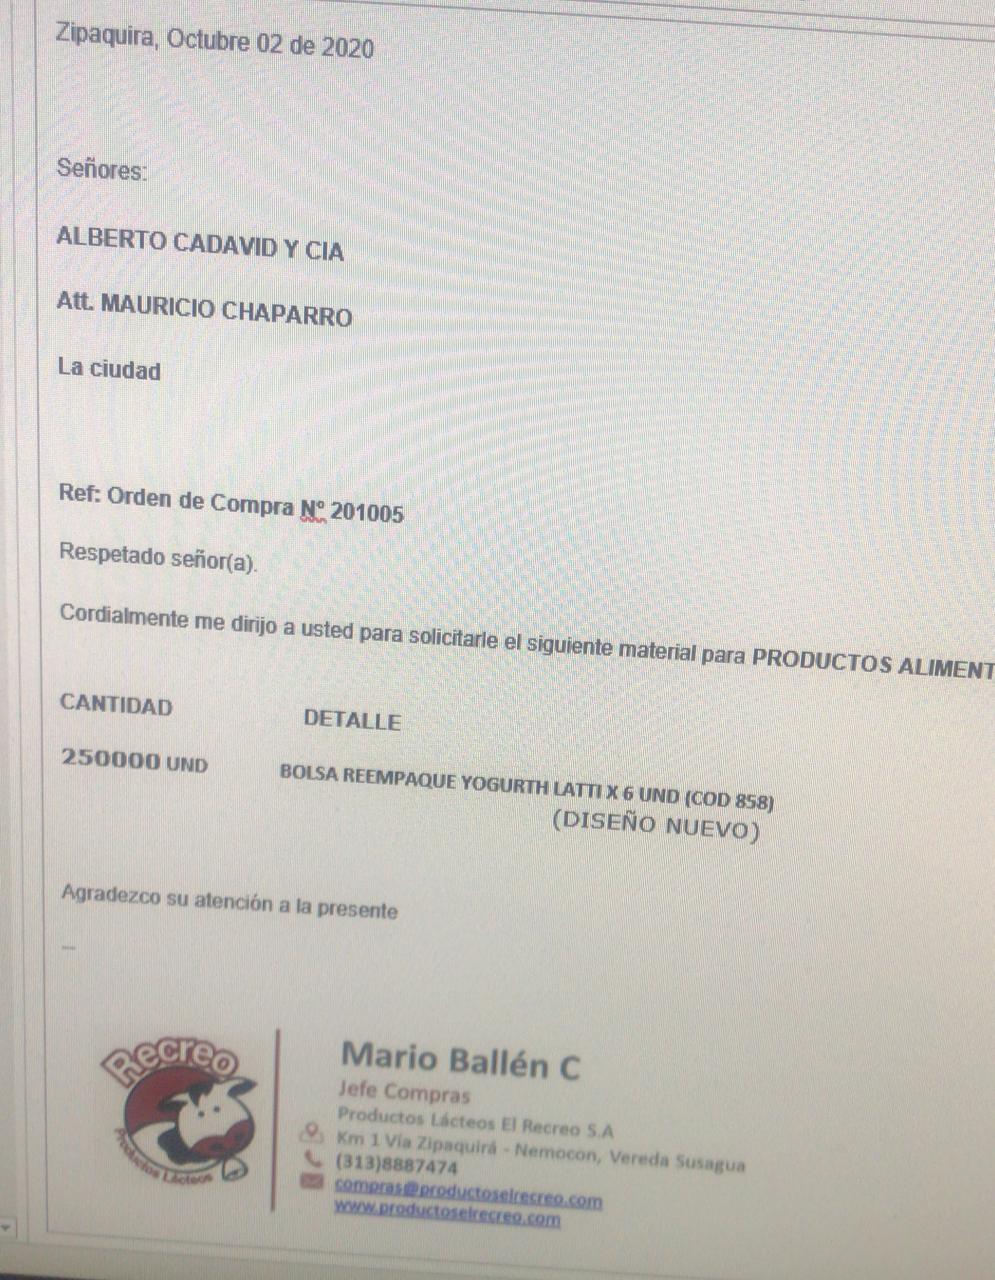 Zipaquira, Octubre 02 de 2020
Señores:
ALBERTO CADAVID Y CIA
Att. MAURICIO CHAPARRO
La ciudad
Ref: Orden de Compra Nº 201005
Respetado señor(a).
Cordialmente me dirijo a usted para solicitarle el siguiente material para PRODUCTOS ALIMENT
CANTIDAD DETALLE
250000 UND BOLSA REEMPAQUE YOGURTH LATTI X 6 UND (COD 858)
(DISEÑO NUEVO)
Agradezco su atención a la presente
--
Recreo
Productos Lácteos
Mario Ballén C
Jefe Compras
Productos Lácteos El Recreo S.A
Km 1 Vía Zipaquirá - Nemocon, Vereda Susagua
(313)8887474
compras@productoselrecreo.com
www.productoselrecreo.com